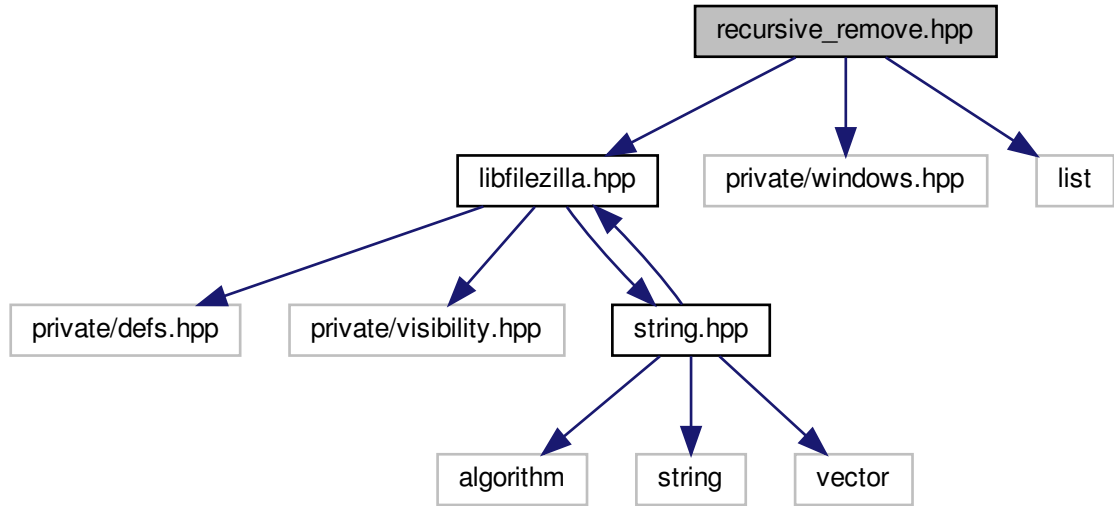 recursive_remove.hpp
libfilezilla.hpp
private/windows.hpp
list
private/defs.hpp
private/visibility.hpp
string.hpp
algorithm
string
vector